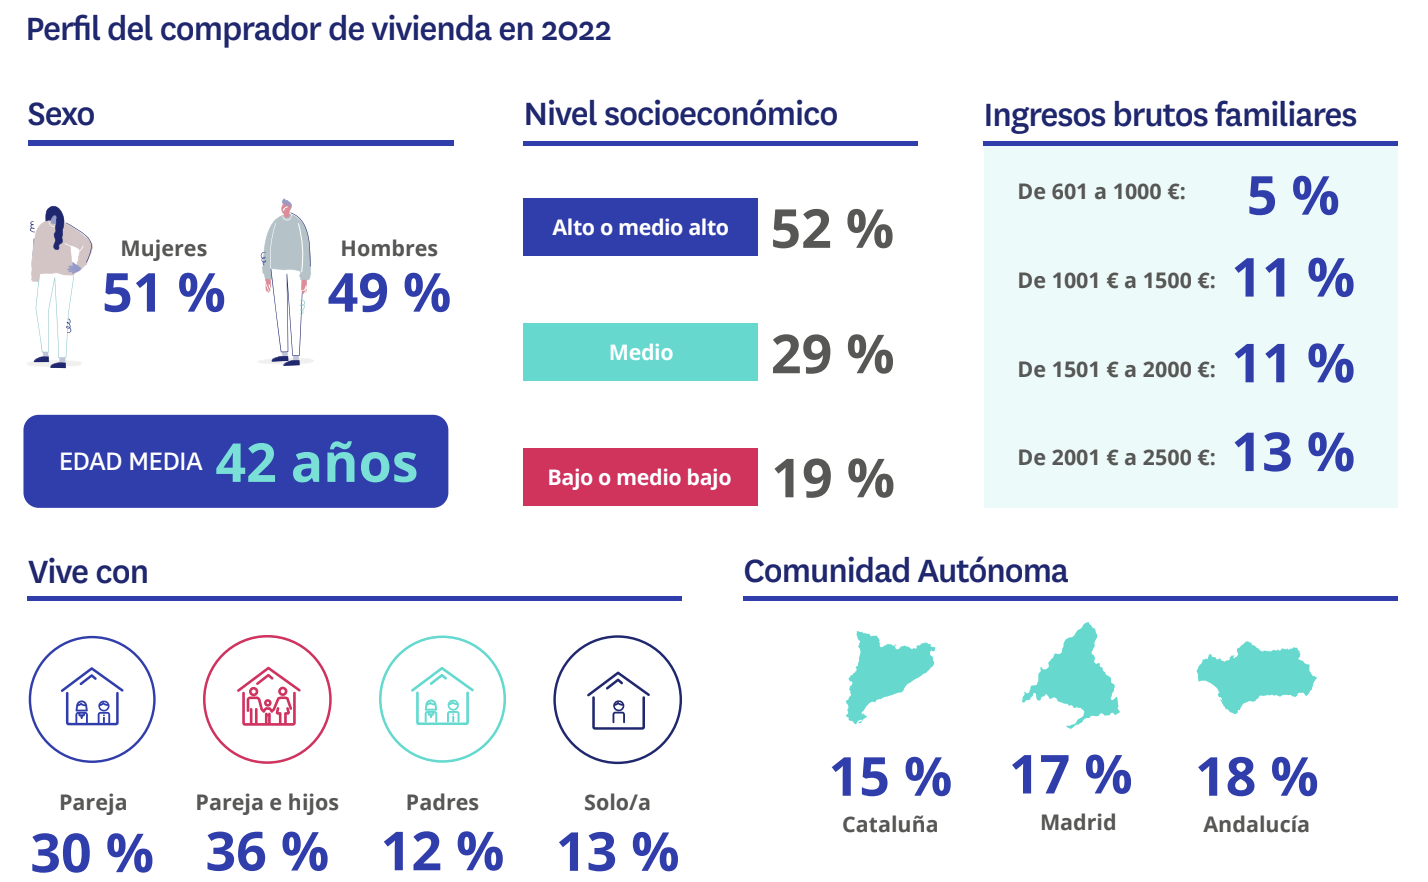 Perfil del comprador de vivienda en 2022
Sexo
Mujeres
51 %
Hombres
49 %
EDAD MEDIA 42 años
Nivel socioeconómico
Alto o medio alto 52 %
Medio 29 %
Bajo o medio bajo 19 %
Ingresos brutos familiares
De 601 a 1000 €: 5 %
De 1001 € a 1500 €: 11 %
De 1501 € a 2000 €: 11 %
De 2001 € a 2500 €: 13 %
Vive con
Pareja
30 %
Pareja e hijos
36 %
Padres
12 %
Solo/a
13 %
Comunidad Autónoma
15 %
Cataluña
17 %
Madrid
18 %
Andalucía